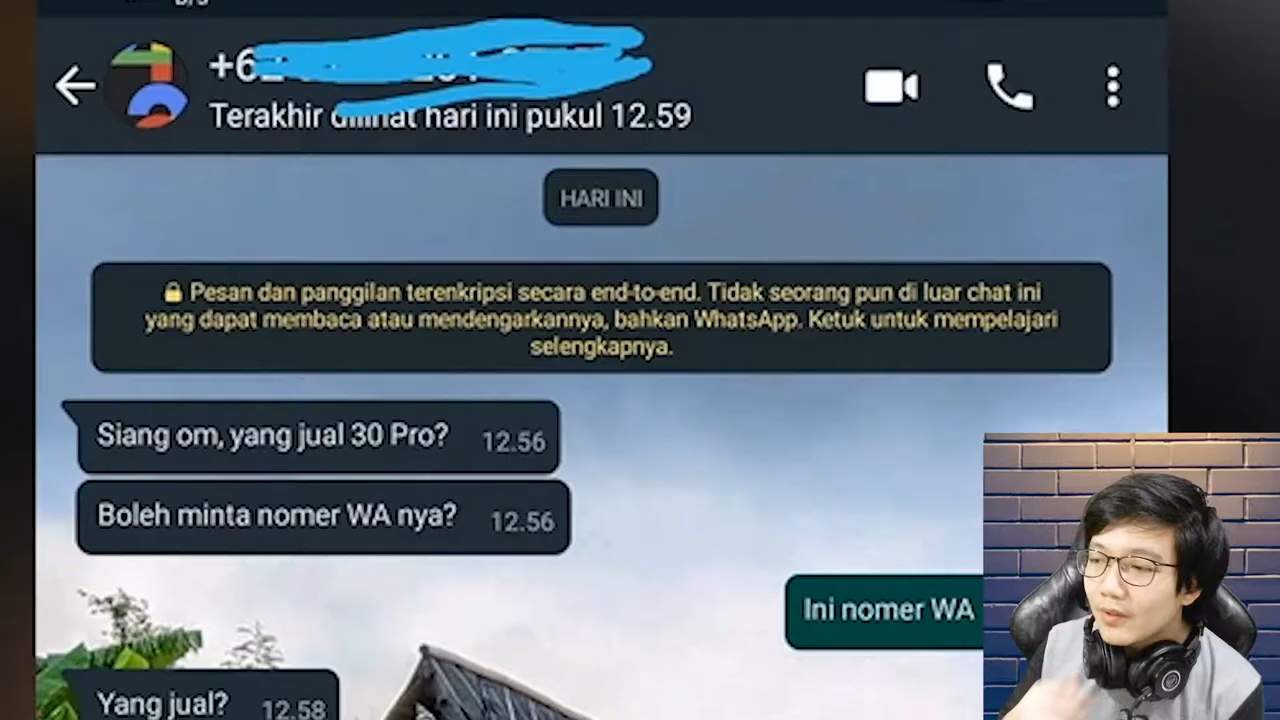 +62
Terakhir dilihat hari ini pukul 12.59
HARI INI
Pesan dan panggilan terenkripsi secara end-to-end. Tidak seorang pun di luar chat ini
yang dapat membaca atau mendengarkannya, bahkan WhatsApp. Ketuk untuk mempelajari
selengkapnya.
Siang om, yang jual 30 Pro? 12.56
Boleh minta nomer WA nya? 12.56
Ini nomer WA
Yang jual? 12.58